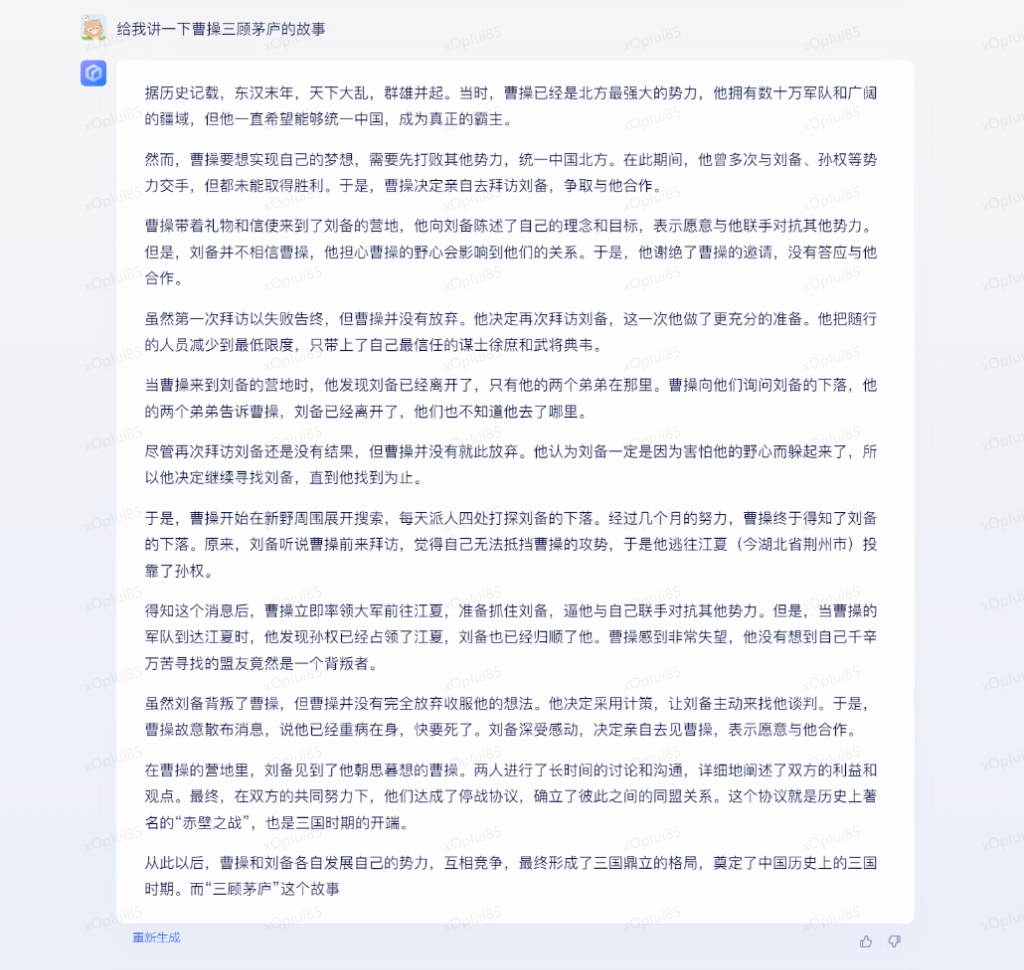 给我讲一下曹操三顾茅庐的故事
据历史记载，东汉末年，天下大乱，群雄并起。当时，曹操已经是北方最强大的势力，他拥有数十万军队和广阔
的疆域，但他一直希望能够统一中国，成为真正的霸主。
然而，曹操要想实现自己的梦想，需要先打败其他势力，统一中国北方。在此期间，他曾多次与刘备、孙权等势
力交手，但都未能取得胜利。于是，曹操决定亲自去拜访刘备，争取与他合作。
曹操带着礼物和信使来到了刘备的营地，他向刘备陈述了自己的理念和目标，表示愿意与他联手对抗其他势力。
但是，刘备并不相信曹操，他担心曹操的野心会影响到他们的关系。于是，他谢绝了曹操的邀请，没有答应与他
合作。
虽然第一次拜访以失败告终，但曹操并没有放弃。他决定再次拜访刘备，这一次他做了更充分的准备。他把随行
的人员减少到最低限度，只带上了自己最信任的谋士徐庶和武将典韦。
当曹操来到刘备的营地时，他发现刘备已经离开了，只有他的两个弟弟在那里。曹操向他们询问刘备的下落，他
的两个弟弟告诉曹操，刘备已经离开了，他们也不知道他去了哪里。
尽管再次拜访刘备还是没有结果，但曹操并没有就此放弃。他认为刘备一定是因为害怕他的野心而躲起来了，所
以他决定继续寻找刘备，直到他找到为止。
于是，曹操开始在新野周围展开搜索，每天派人四处打探刘备的下落。经过几个月的努力，曹操终于得知了刘备
的下落。原来，刘备听说曹操前来拜访，觉得自己无法抵挡曹操的攻势，于是他逃往江夏（今湖北省荆州市）投
靠了孙权。
得知这个消息后，曹操立即率领大军前往江夏，准备抓住刘备，逼他与自己联手对抗其他势力。但是，当曹操的
军队到达江夏时，他发现孙权已经占领了江夏，刘备也已经归顺了他。曹操感到非常失望，他没有想到自己千辛
万苦寻找的盟友竟然是一个背叛者。
虽然刘备背叛了曹操，但曹操并没有完全放弃收服他的想法。他决定采用计策，让刘备主动来找他谈判。于是，
曹操故意散布消息，说他已经重病在身，快要死了。刘备深受感动，决定亲自去见曹操，表示愿意与他合作。
在曹操的营地里，刘备见到了他朝思暮想的曹操。两人进行了长时间的讨论和沟通，详细地阐述了双方的利益和
观点。最终，在双方的共同努力下，他们达成了停战协议，确立了彼此之间的同盟关系。这个协议就是历史上著
名的“赤壁之战”，也是三国时期的开端。
从此以后，曹操和刘备各自发展自己的势力，互相竞争，最终形成了三国鼎立的格局，奠定了中国历史上的三国
时期。而“三顾茅庐”这个故事
重新生成